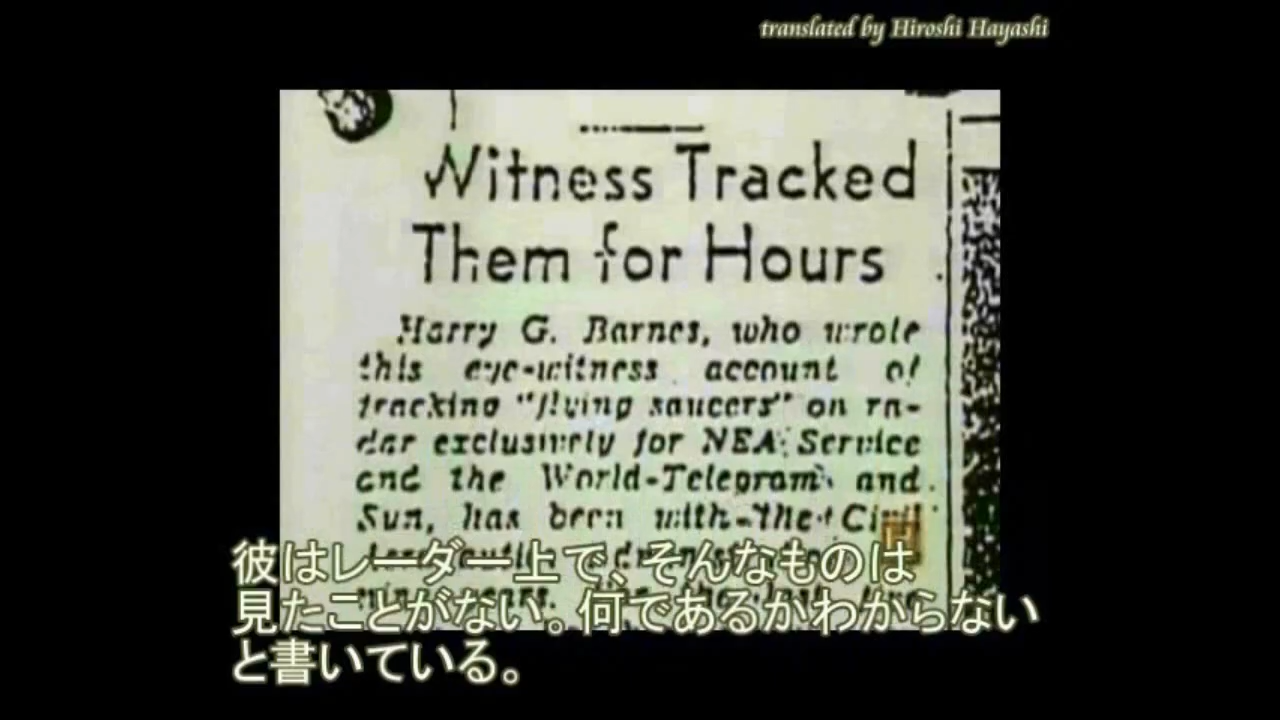 translated by Hiroshi Hayashi
Witness Tracked
Them for Hours
Harry G. Barnes, who wrote
this eye-witness account of
tracking "flying saucers" on ra-
dar exclusively for NEA Service
and the World-Telegram and
Sun, has been with the Civil
彼はレーダー上で、そんなものは
見たことがない。何であるかわからない
と書いている。